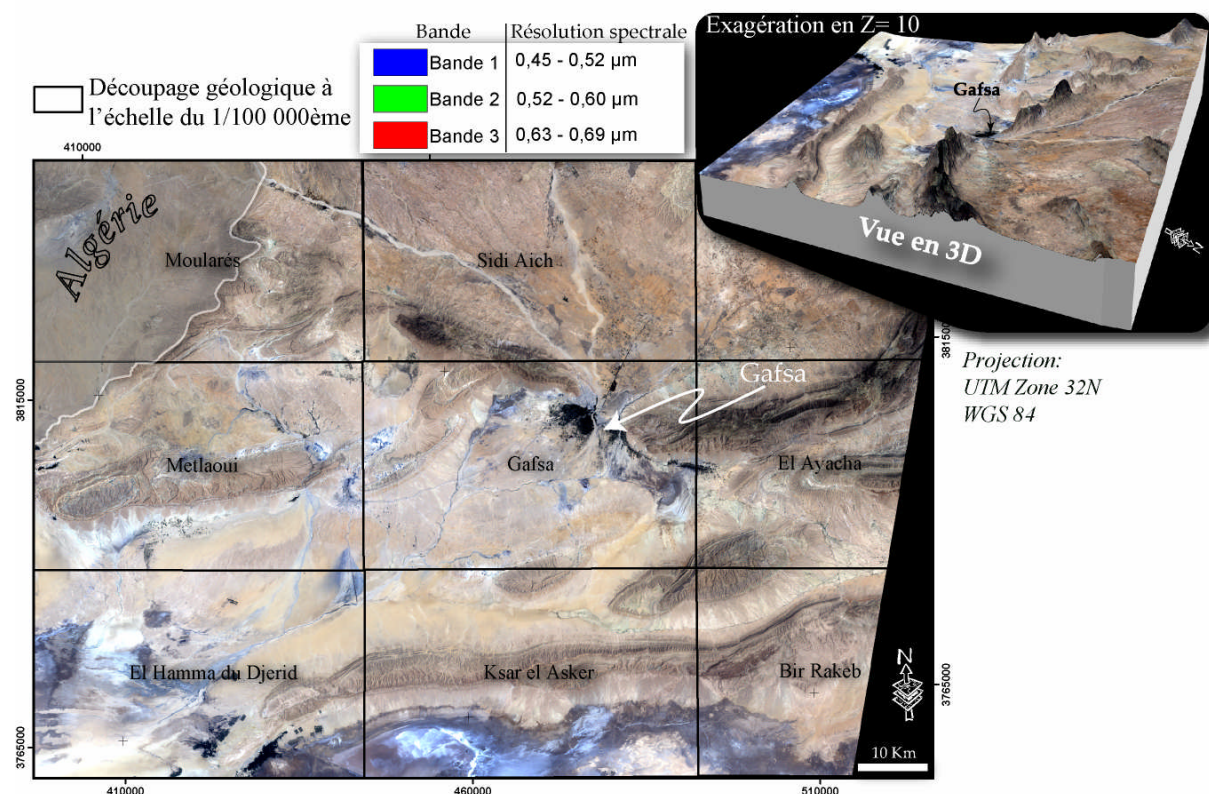 Découpage géologique à
l'échelle du 1/100 000ème
Bande Résolution spectrale
Bande 1 0,45 - 0,52 µm
Bande 2 0,52 - 0,60 µm
Bande 3 0,63 - 0,69 µm
Exagération en Z= 10
Gafsa
Vue en 3D
N
410000
Algérie
Moularés
Sidi Aich
3815000
Projection:
UTM Zone 32N
WGS 84
Gafsa
3815000
Metlaoui
Gafsa
El Ayacha
El Hamma du Djerid
Ksar el Asker
Bir Rakeb
N
3765000
3765000
10 Km
410000
460000
510000